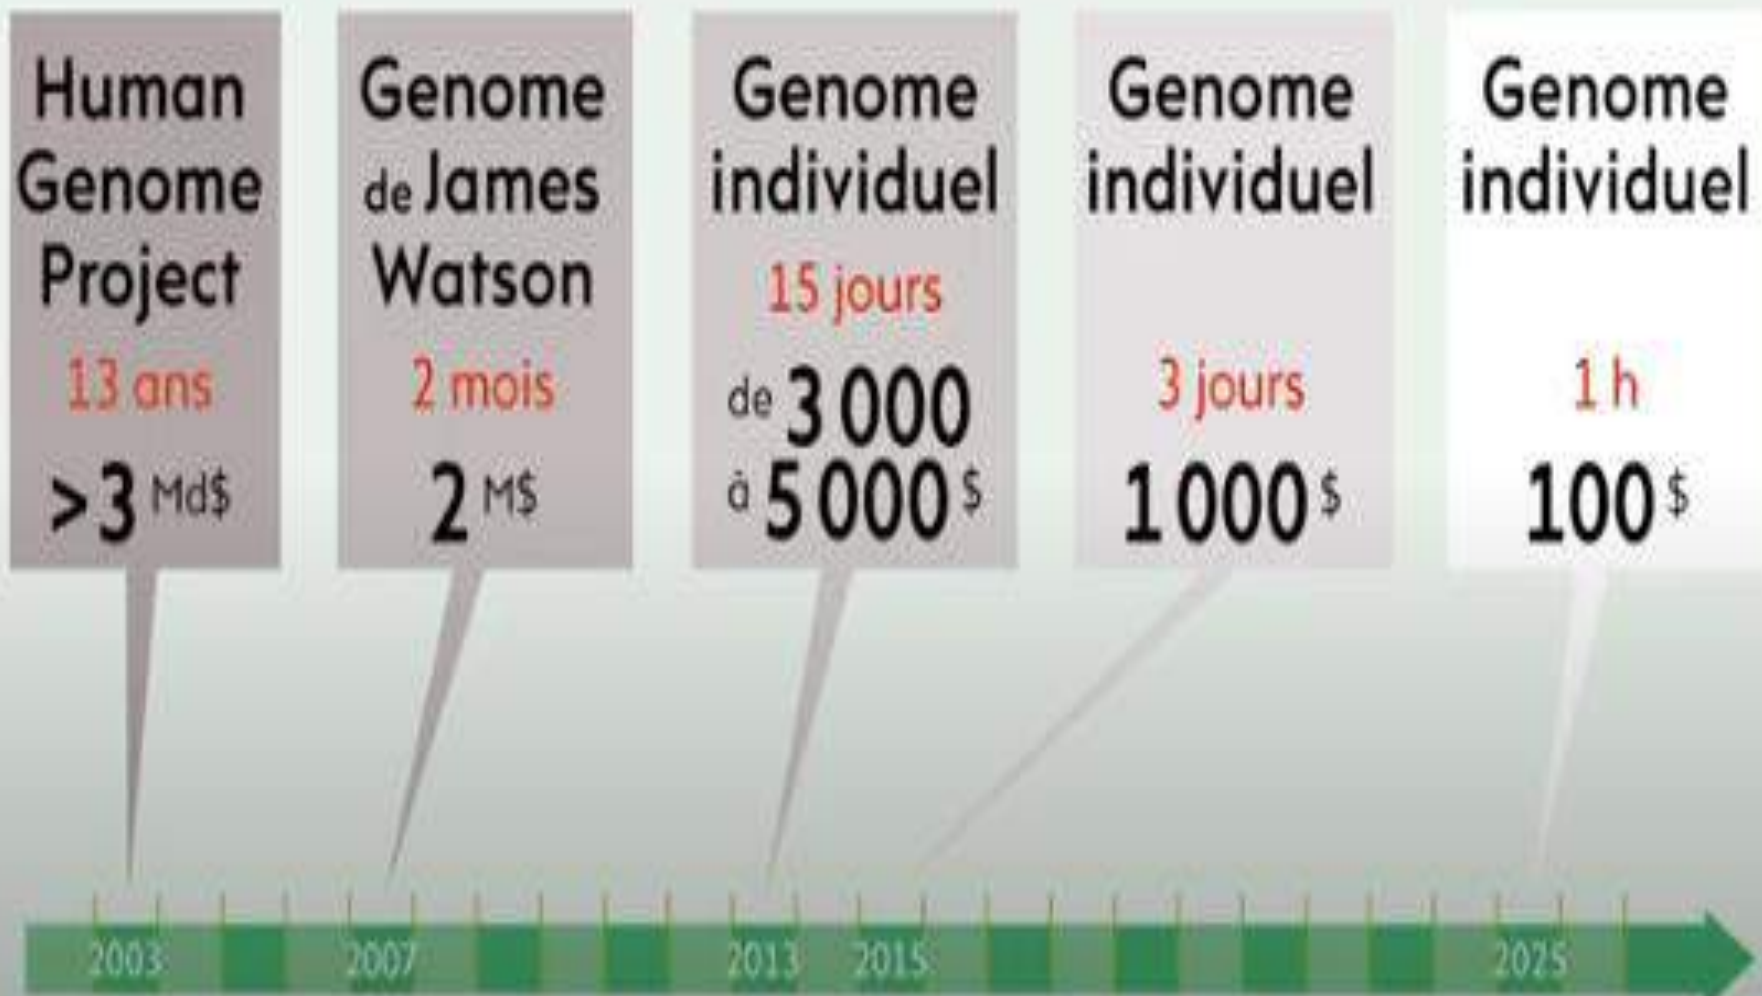 Human
Genome
Project
13 ans
>3 Md$
Genome
de James
Watson
2 mois
2 M$
Genome
individuel
15 jours
de 3 000
à 5 000 $
Genome
individuel
3 jours
1 000 $
Genome
individuel
1 h
100 $
2003
2007
2013
2015
2025